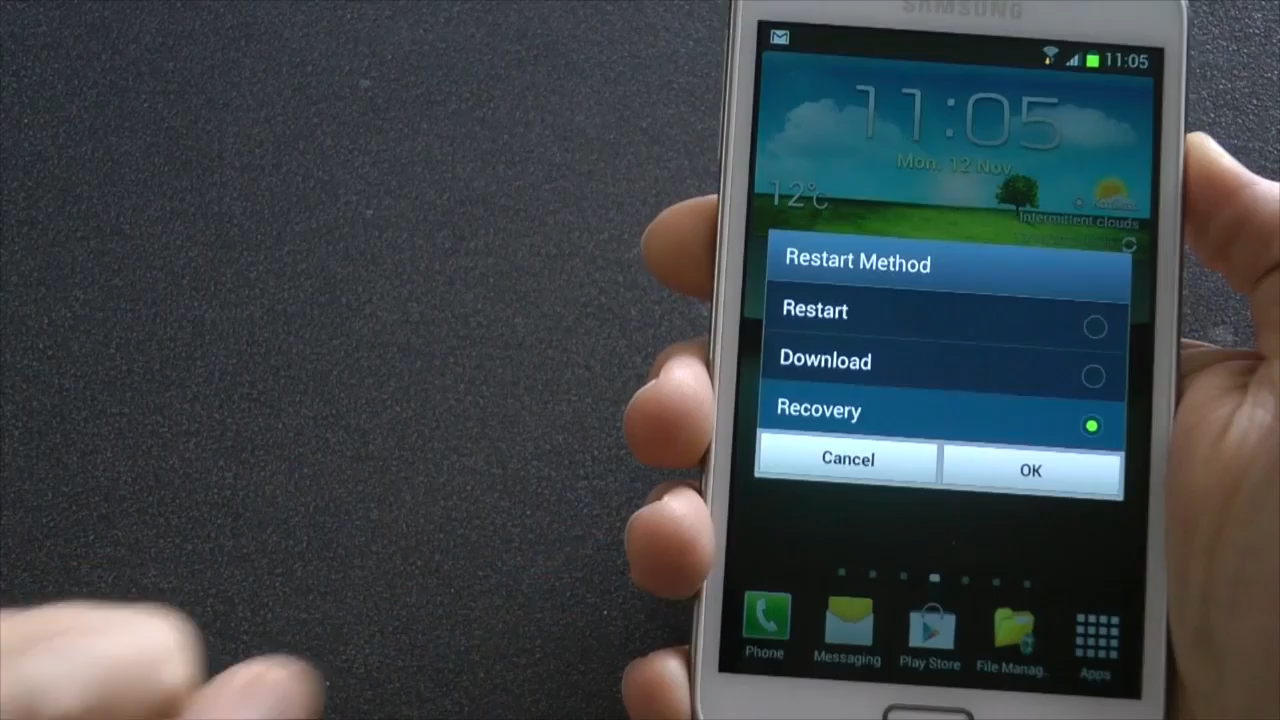 SAMSUNG
11:05
11:05
Mon. 12 Nov
12°C
Intermittent clouds
Restart Method
Restart
Download
Recovery
Cancel
OK
Phone
Messaging
Play Store
File Manag..
Apps